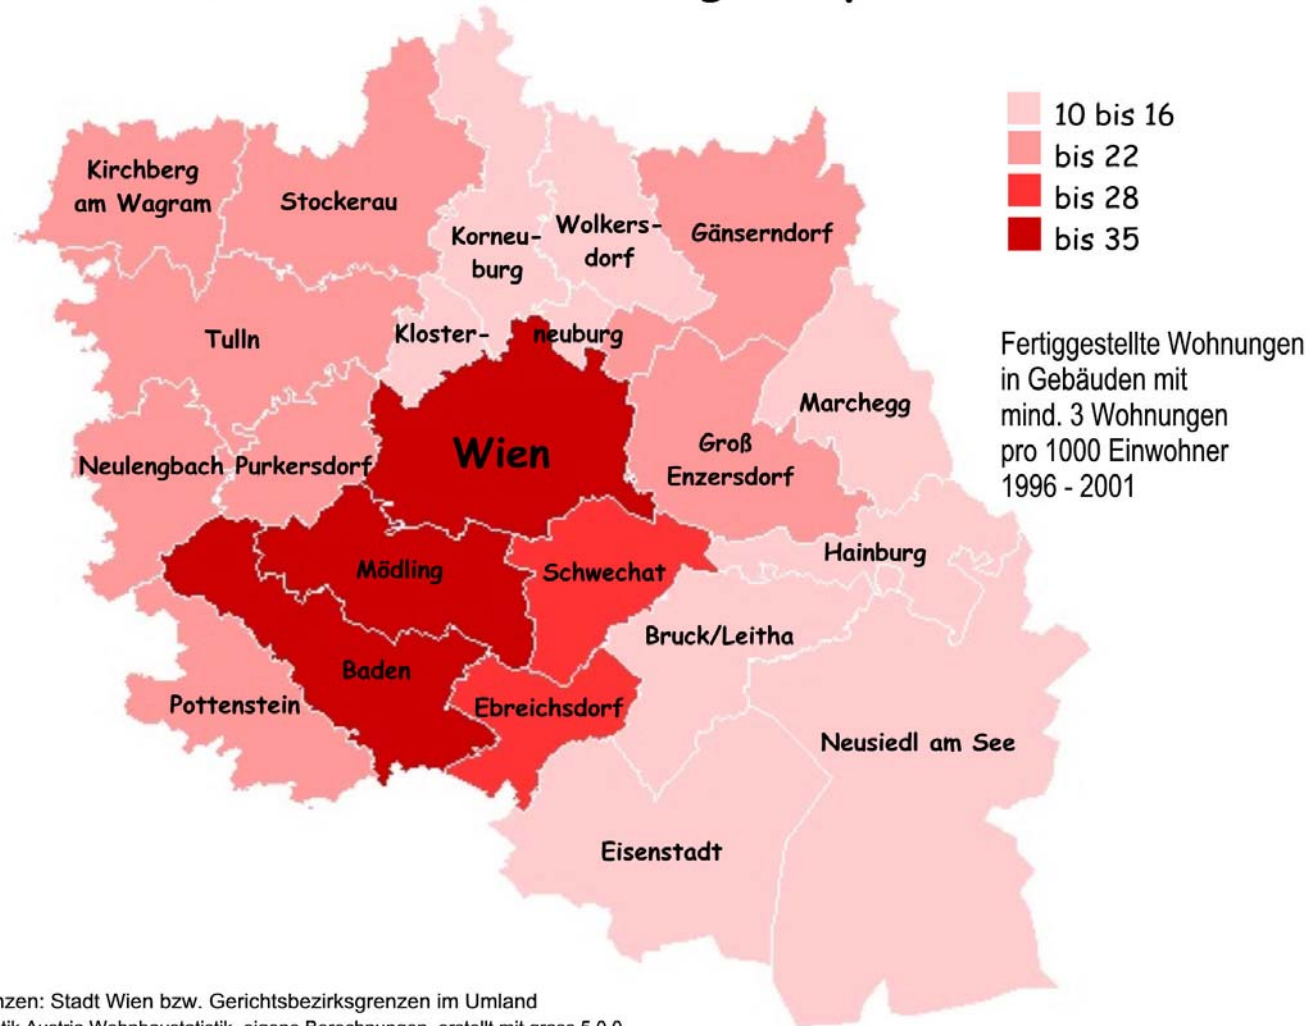 10 bis 16
bis 22
bis 28
bis 35
Fertiggestellte Wohnungen
in Gebäuden mit
mind. 3 Wohnungen
pro 1000 Einwohner
1996 - 2001
Kirchberg
am Wagram
Stockerau
Korneu-
burg
Wolkers-
dorf
Gänserndorf
Tulln
Kloster-
neuburg
Marchegg
Wien
Groß
Enzersdorf
Neulengbach
Purkersdorf
Hainburg
Mödling
Schwechat
Bruck/Leitha
Baden
Pottenstein
Ebreichsdorf
Neusiedl am See
Eisenstadt
nzen: Stadt Wien bzw. Gerichtsbezirksgrenzen im Umland